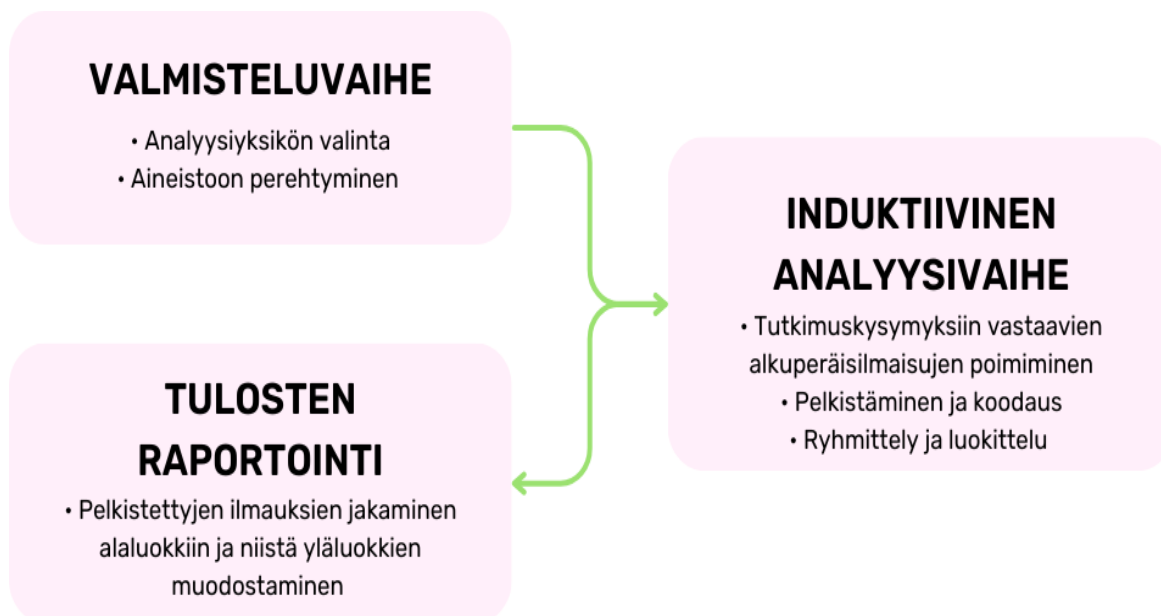 VALMISTELUVAIHE
• Analyysiyksikön valinta
• Aineistoon perehtyminen
INDUKTIIVINEN
ANALYYSIVAIHE
• Tutkimuskysymyksiin vastaavien
alkuperäisilmaisujen poimiminen
• Pelkistäminen ja koodaus
• Ryhmittely ja luokittelu
TULOSTEN
RAPORTOINTI
• Pelkistettyjen ilmauksien jakaminen
alaluokkiin ja niistä yläluokkien
muodostaminen